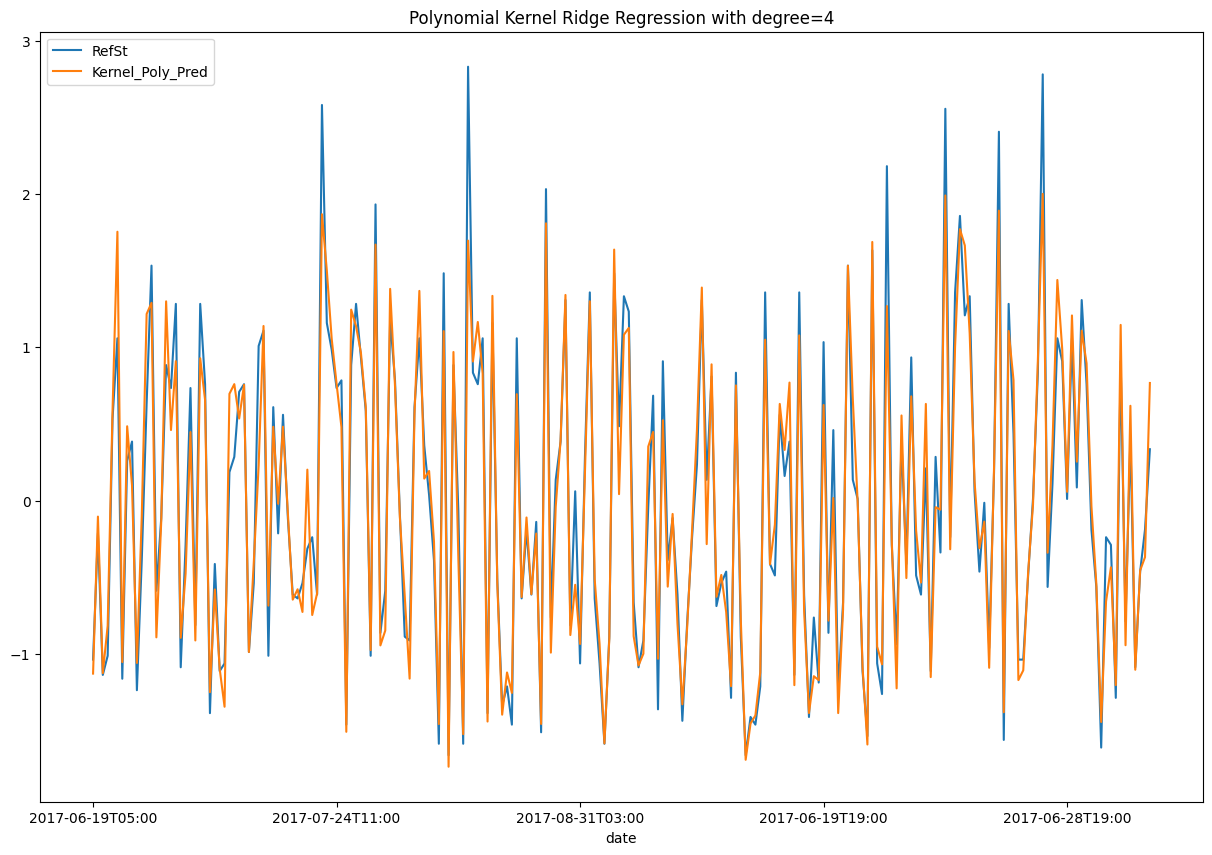 Polynomial Kernel Ridge Regression with degree=4
RefSt
Kernel_Poly_Pred
3
2
1
0
−1
2017-06-19T05:00 2017-07-24T11:00 2017-08-31T03:00 2017-06-19T19:00 2017-06-28T19:00
date